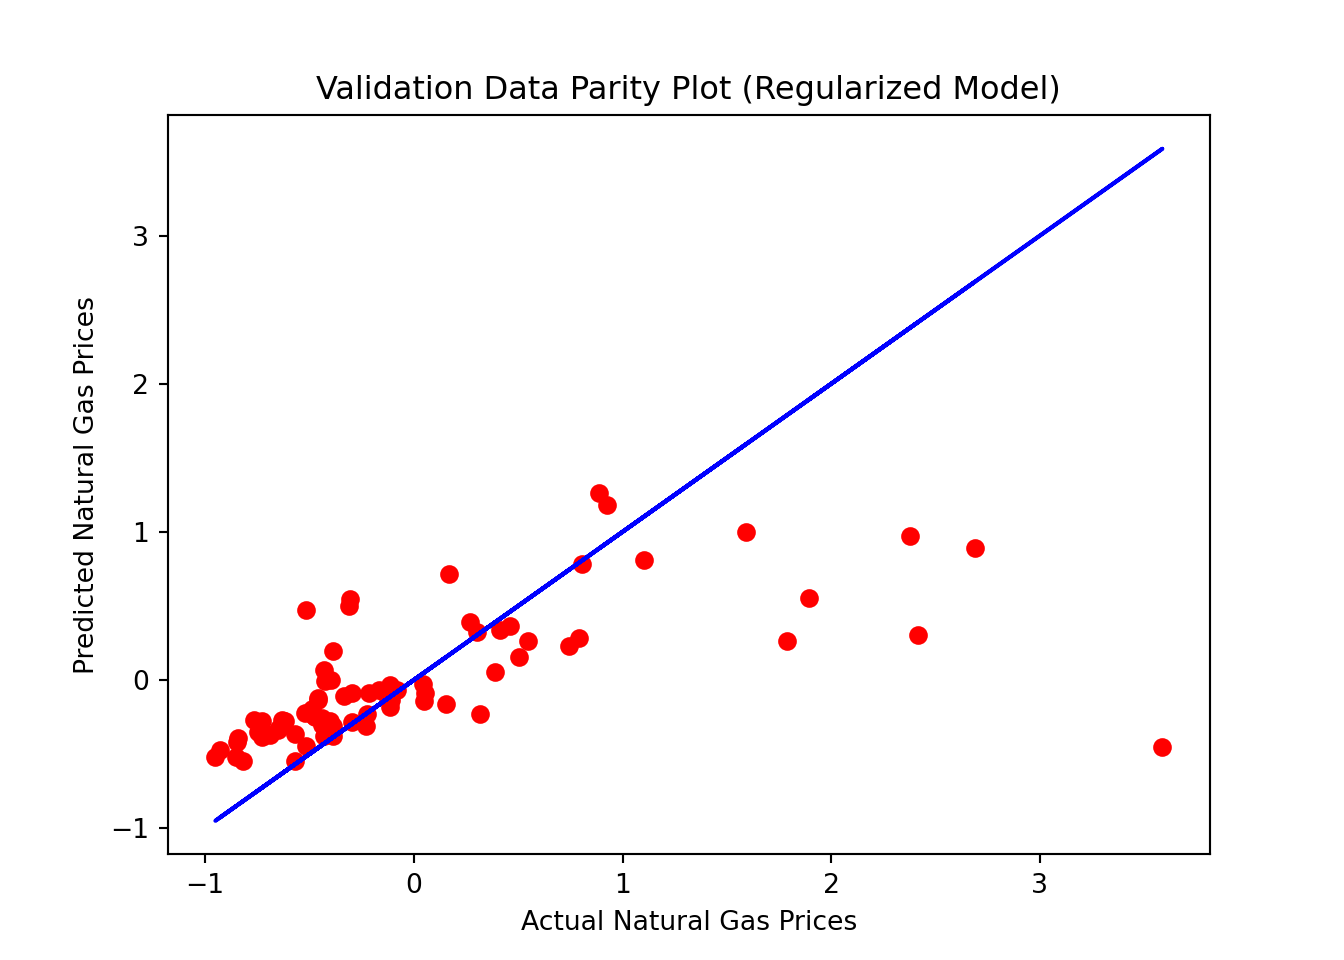 Validation Data Parity Plot (Regularized Model)
Predicted Natural Gas Prices
3
2
1
0
−1
−1 0 1 2 3
Actual Natural Gas Prices